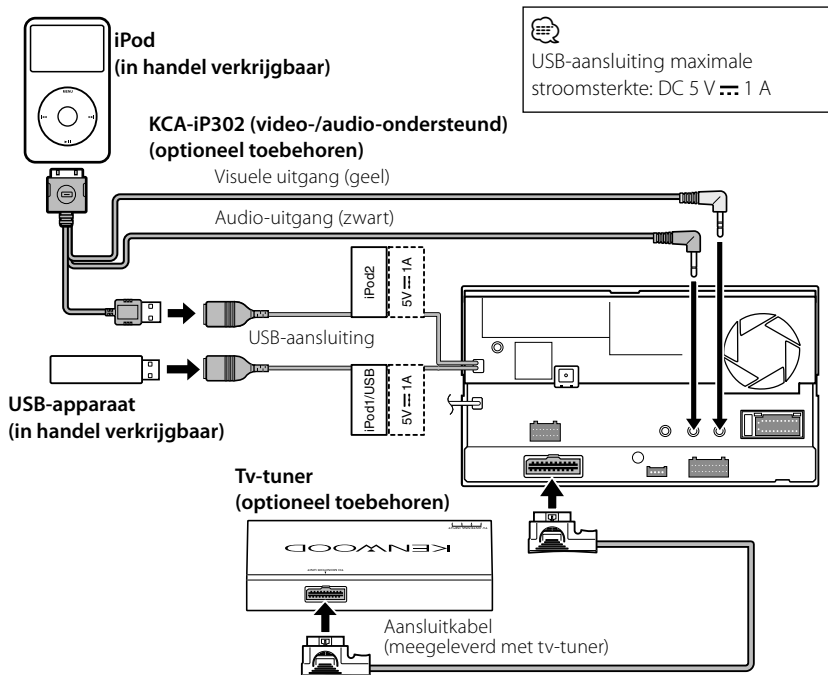 iPod
(in handel verkrijgbaar)
MENU
USB-aansluiting maximale
stroomsterkte: DC 5 V ⎓ 1 A
KCA-iP302 (video-/audio-ondersteund)
(optioneel toebehoren)
Visuele uitgang (geel)
Audio-uitgang (zwart)
iPod2
5V ⎓ 1A
USB-aansluiting
iPod1/USB
5V ⎓ 1A
USB-apparaat
(in handel verkrijgbaar)
Tv-tuner
(optioneel toebehoren)
KENWOOD
Aansluitkabel
(meegeleverd met tv-tuner)